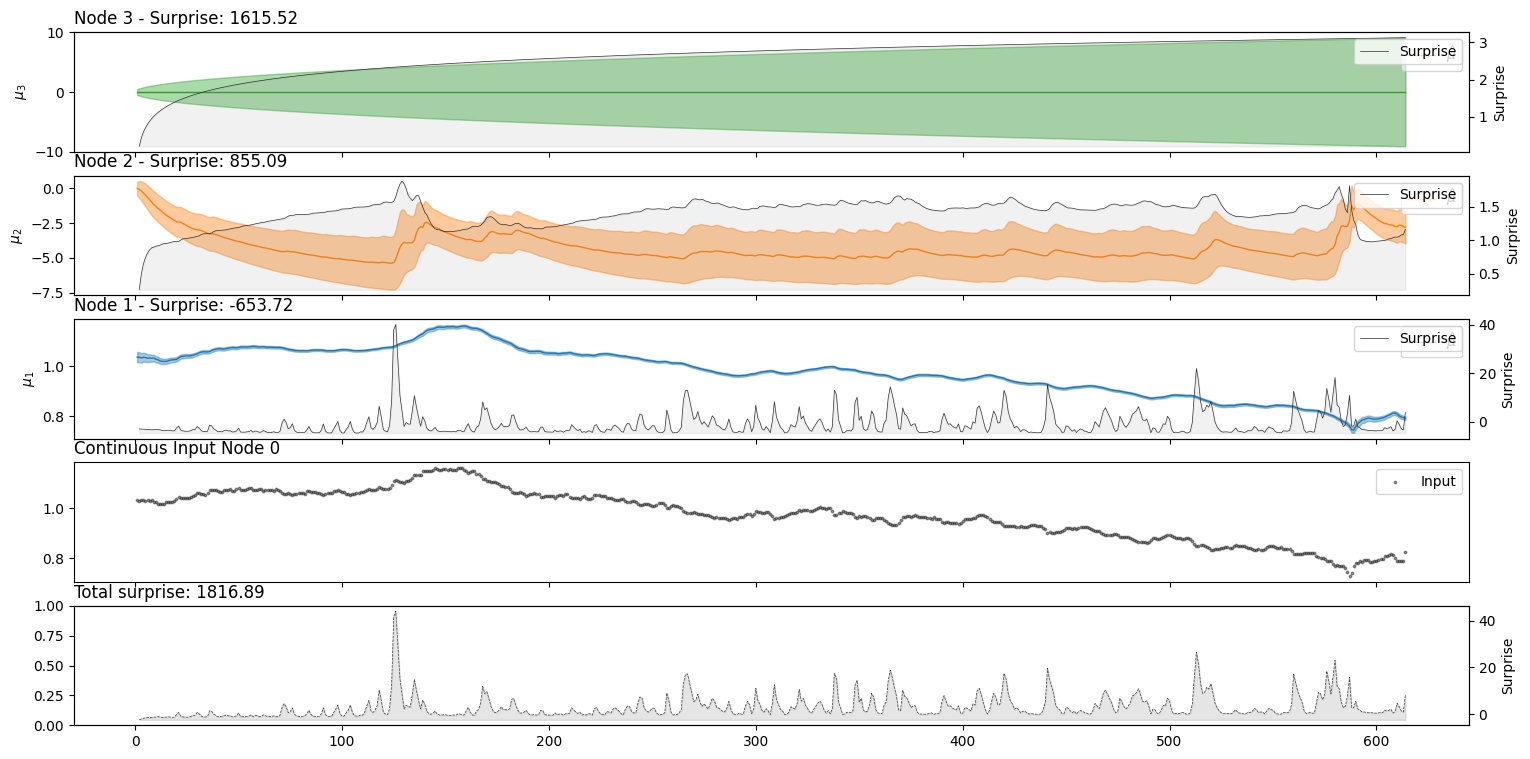 Node 3 - Surprise: 1615.52
10
0
−10
μ3
Surprise
μ
3
2
1
Surprise
Node 2 - Surprise: 855.09
0.0
−2.5
−5.0
−7.5
μ2
Surprise
μ
1.5
1.0
0.5
Surprise
Node 1 - Surprise: -653.72
1.0
0.8
μ1
Surprise
μ
40
20
0
Surprise
Continuous Input Node 0
1.0
0.8
Input
Total surprise: 1816.89
1.00
0.75
0.50
0.25
0.00
40
20
0
Surprise
0 100 200 300 400 500 600